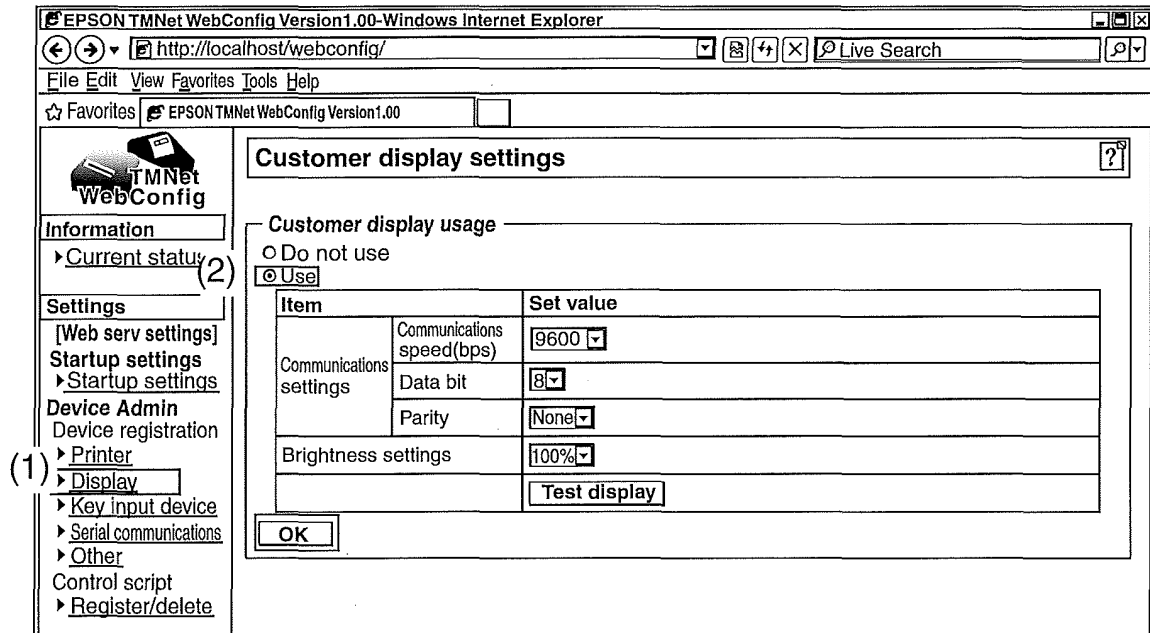 EPSON TMNet WebConfig Version1.00-Windows Internet Explorer
http://localhost/webconfig/
Live Search
File Edit View Favorites Tools Help
Favorites EPSON TMNet WebConfig Version1.00
TMNet
WebConfig
Customer display settings
?
Information
Current status
(2)
Customer display usage
Do not use
Use
Item Set value
Communications settings
Communications speed(bps) 9600
Data bit 8
Parity None
Brightness settings 100%
Test display
OK
Settings
[Web serv settings]
Startup settings
Startup settings
Device Admin
Device registration
Printer
(1)
Display
Key input device
Serial communications
Other
Control script
Register/delete